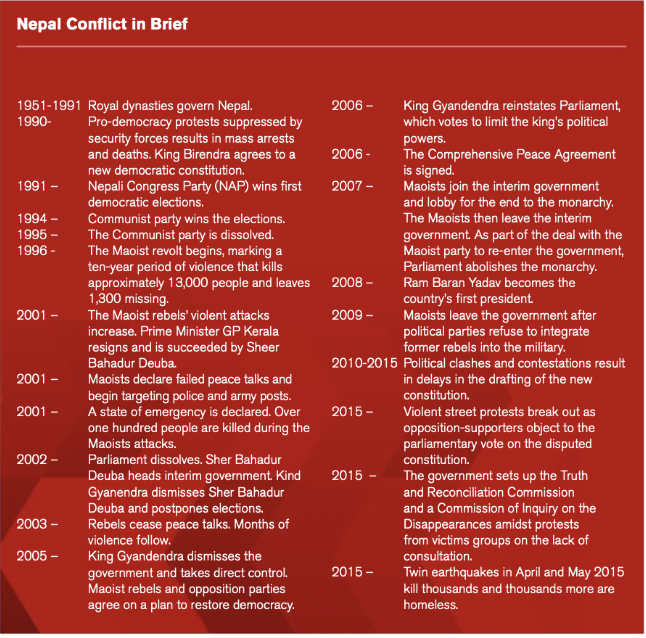 Nepal Conflict in Brief
1951-1991 Royal dynasties govern Nepal.
1990- Pro-democracy protests suppressed by
security forces results in mass arrests
and deaths. King Birendra agrees to a
new democratic constitution.
1991 – Nepali Congress Party (NAP) wins first
democratic elections.
1994 – Communist party wins the elections.
1995 – The Communist party is dissolved.
1996 - The Maoist revolt begins, marking a
ten-year period of violence that kills
approximately 13,000 people and leaves
1,300 missing.
2001 – The Maoist rebels' violent attacks
increase. Prime Minister GP Kerala
resigns and is succeeded by Sheer
Bahadur Deuba.
2001 – Maoists declare failed peace talks and
begin targeting police and army posts.
2001 – A state of emergency is declared. Over
one hundred people are killed during the
Maoists attacks.
2002 – Parliament dissolves. Sher Bahadur
Deuba heads interim government. Kind
Gyanendra dismisses Sher Bahadur
Deuba and postpones elections.
2003 – Rebels cease peace talks. Months of
violence follow.
2005 – King Gyandendra dismisses the
government and takes direct control.
Maoist rebels and opposition parties
agree on a plan to restore democracy.
2006 – King Gyandendra reinstates Parliament,
which votes to limit the king's political
powers.
2006 - The Comprehensive Peace Agreement
is signed.
2007 – Maoists join the interim government
and lobby for the end to the monarchy.
The Maoists then leave the interim
government. As part of the deal with the
Maoist party to re-enter the government,
Parliament abolishes the monarchy.
2008 – Ram Baran Yadav becomes the
country's first president.
2009 – Maoists leave the government after
political parties refuse to integrate
former rebels into the military.
2010-2015 Political clashes and contestations result
in delays in the drafting of the new
constitution.
2015 – Violent street protests break out as
opposition-supporters object to the
parliamentary vote on the disputed
constitution.
2015 – The government sets up the Truth
and Reconciliation Commission
and a Commission of Inquiry on the
Disappearances amidst protests
from victims groups on the lack of
consultation.
2015 – Twin earthquakes in April and May 2015
kill thousands and thousands more are
homeless.